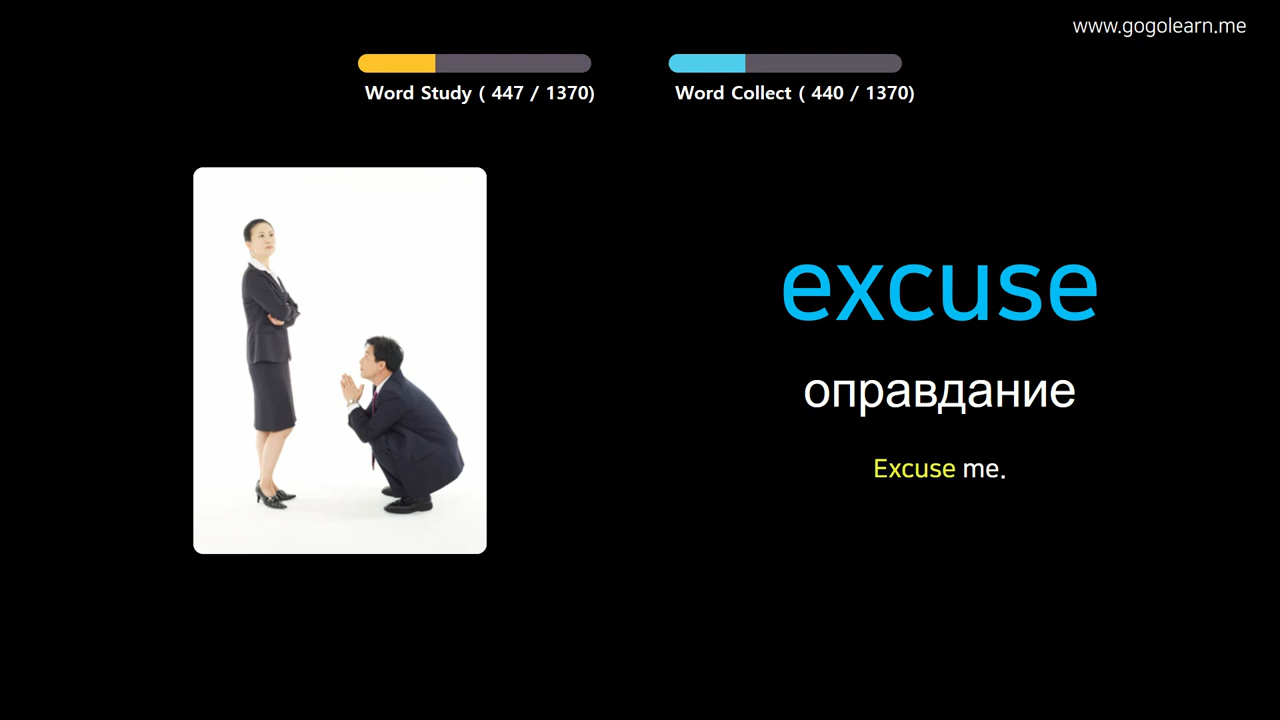 www.gogolearn.me
Word Study ( 447 / 1370)
Word Collect ( 440 / 1370)
excuse
оправдание
Excuse me.